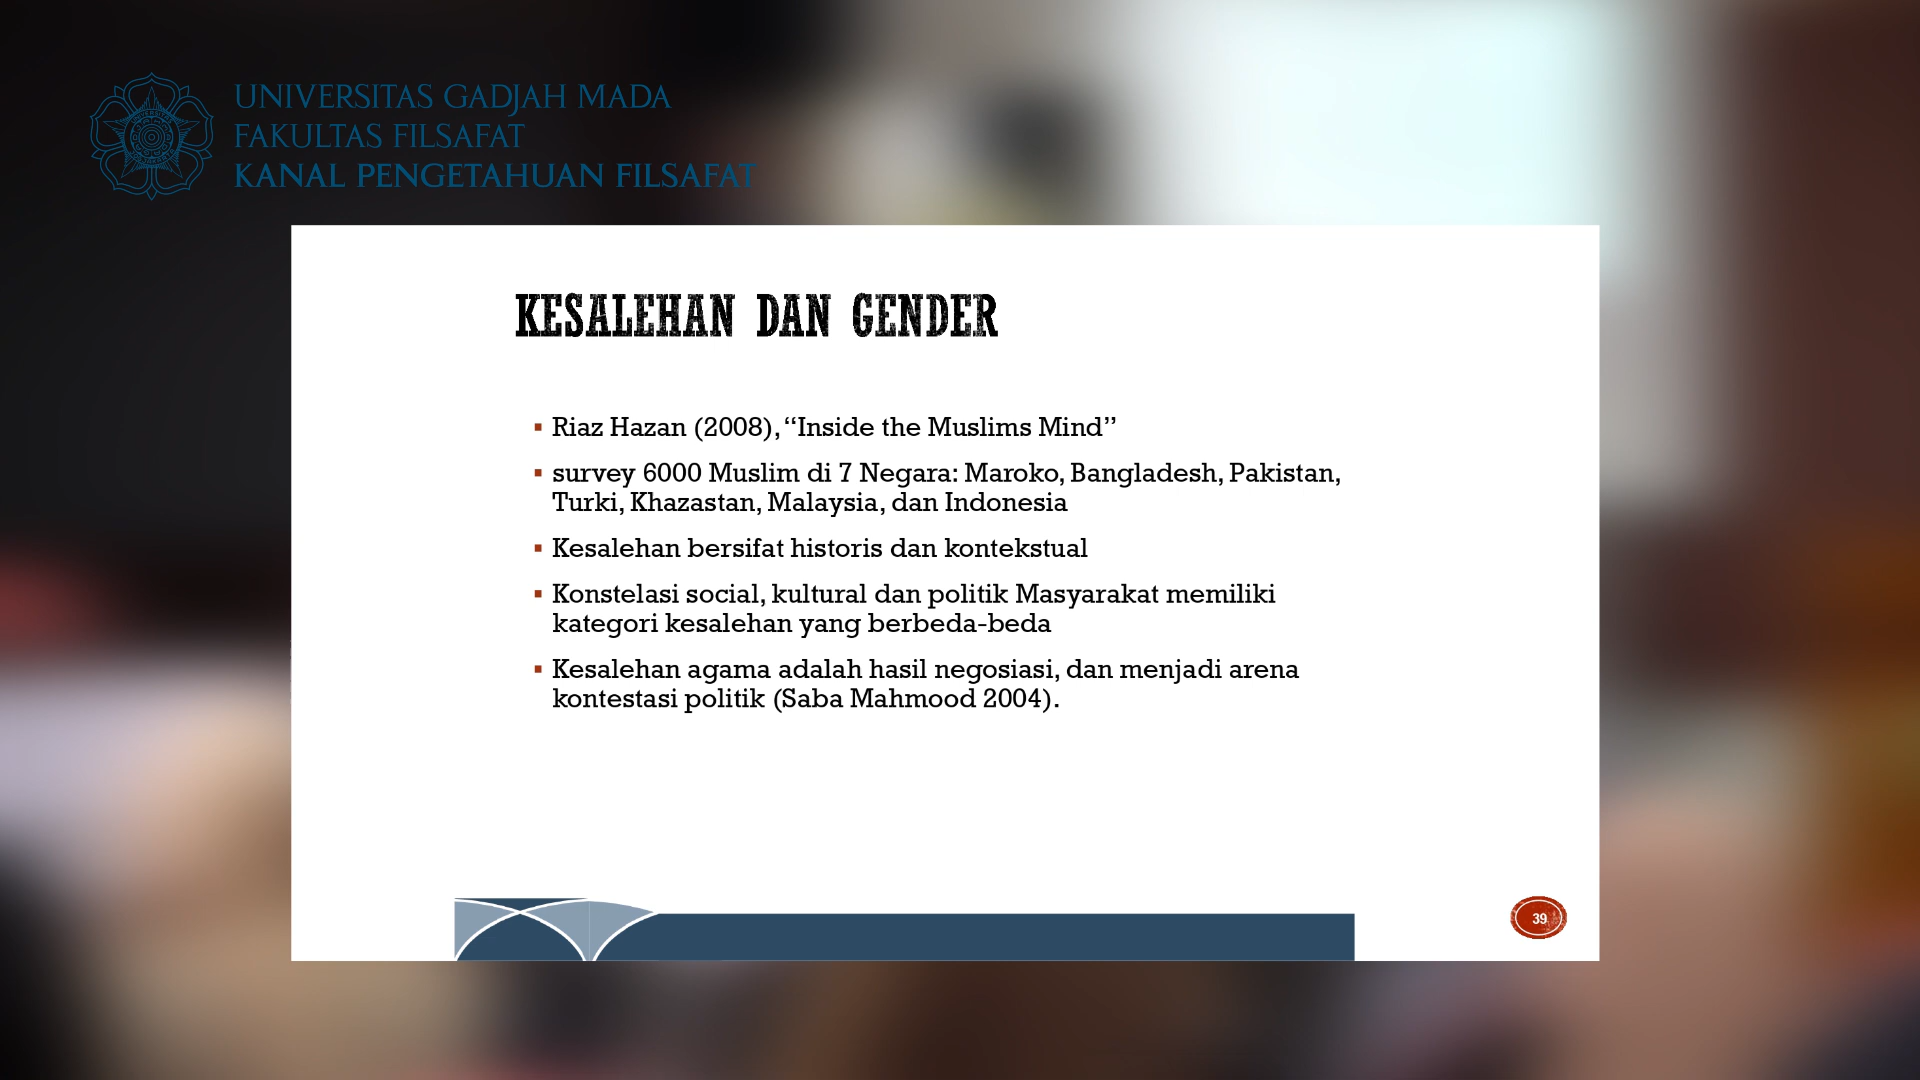 UNIVERSITAS GADJAH MADA
FAKULTAS FILSAFAT
KANAL PENGETAHUAN FILSAFAT
KESALEHAN DAN GENDER
▪ Riaz Hazan (2008), “Inside the Muslims Mind”
▪ survey 6000 Muslim di 7 Negara: Maroko, Bangladesh, Pakistan,
Turki, Khazastan, Malaysia, dan Indonesia
▪ Kesalehan bersifat historis dan kontekstual
▪ Konstelasi social, kultural dan politik Masyarakat memiliki
kategori kesalehan yang berbeda-beda
▪ Kesalehan agama adalah hasil negosiasi, dan menjadi arena
kontestasi politik (Saba Mahmood 2004).
39